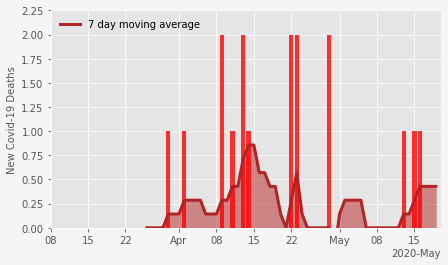 2.25
7 day moving average
2.00
1.75
1.50
1.25
1.00
0.75
0.50
0.25
0.00
New Covid-19 Deaths
08 15 22 Apr 08 15 22 May 08 15
2020-May